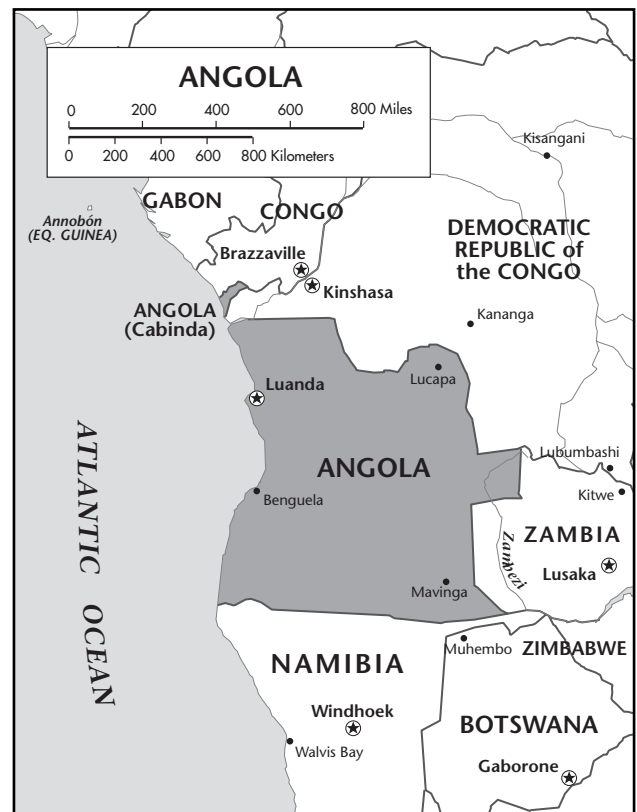 ANGOLA
0 200 400 600 800 Miles
0 200 400 600 800 Kilometers
Kisangani
GABON
CONGO
Annobón
(EQ. GUINEA)
DEMOCRATIC
REPUBLIC of
the CONGO
Brazzaville
Kinshasa
ANGOLA
(Cabinda)
Kananga
Lucapa
Luanda
ATLANTIC OCEAN
ANGOLA
Lubumbashi
Benguela
Kitwe
ZAMBIA
Zambezi
Lusaka
Mavinga
Muhembo
ZIMBABWE
NAMIBIA
Windhoek
BOTSWANA
Walvis Bay
Gaborone